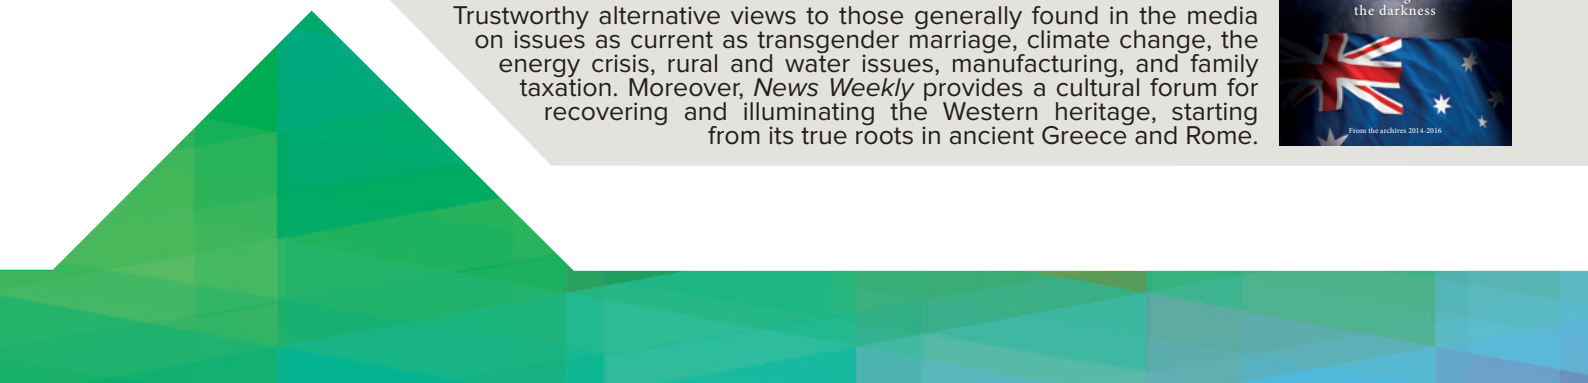 Trustworthy alternative views to those generally found in the media
on issues as current as transgender marriage, climate change, the
energy crisis, rural and water issues, manufacturing, and family
taxation. Moreover, News Weekly provides a cultural forum for
recovering and illuminating the Western heritage, starting
from its true roots in ancient Greece and Rome.
the darkness
From the archives 2014-2016